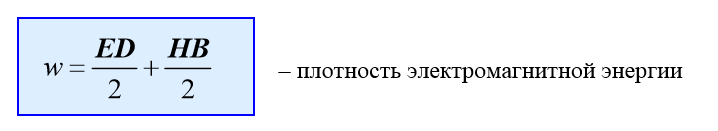 w = ED/2 + HB/2 – плотность электромагнитной энергии